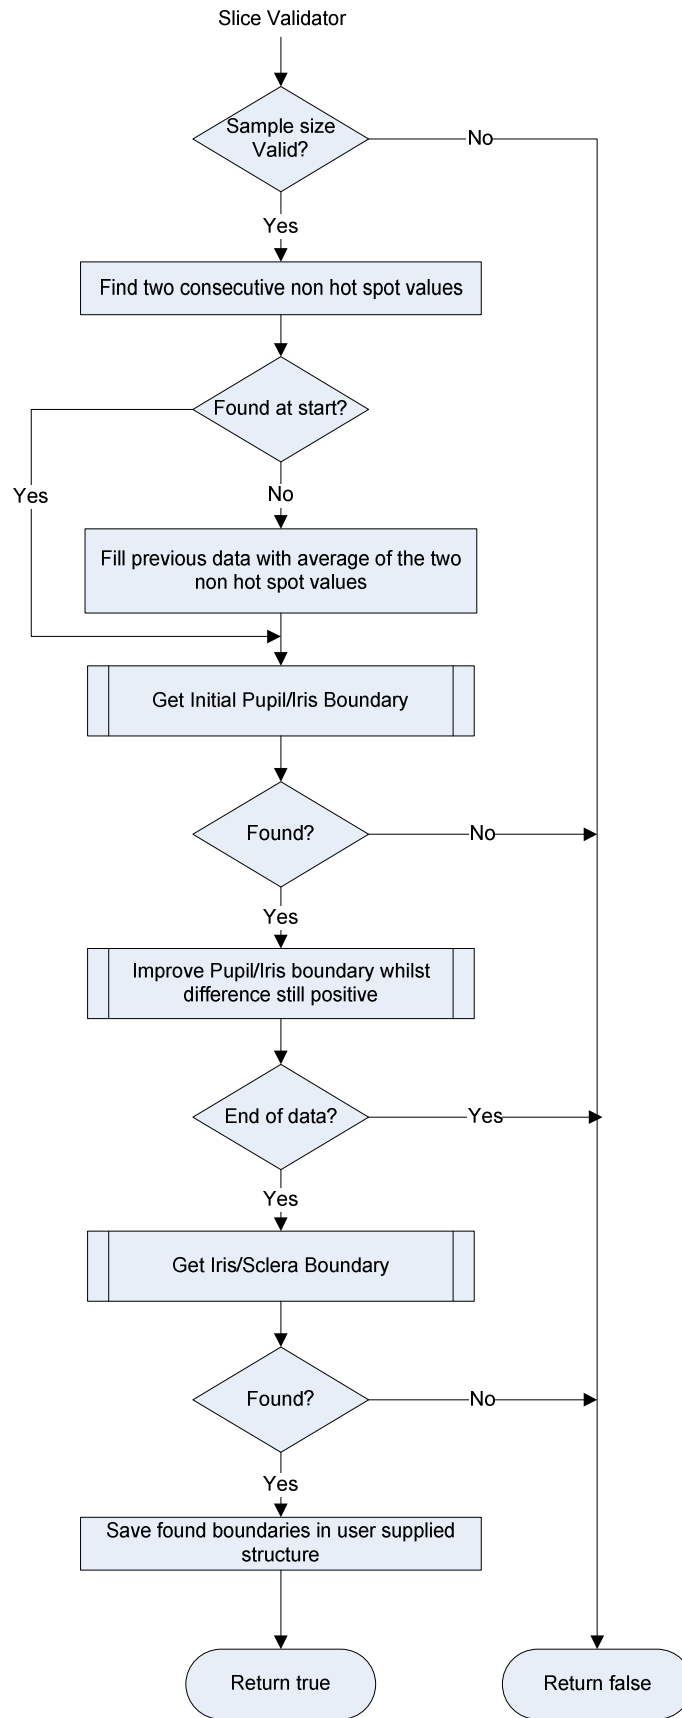 Slice Validator
Sample size
Valid?
No
Yes
Find two consecutive non hot spot values
Found at start?
Yes
No
Fill previous data with average of the two
non hot spot values
Get Initial Pupil/Iris Boundary
Found?
No
Yes
Improve Pupil/Iris boundary whilst
difference still positive
End of data?
Yes
Yes
Get Iris/Sclera Boundary
Found?
No
Yes
Save found boundaries in user supplied
structure
Return true
Return false